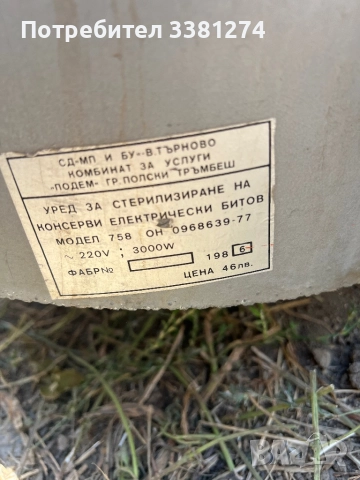 Потребител 3381274
СД-МП И БУ-В.ТЪРНОВО
КОМБИНАТ ЗА УСЛУГИ
"ПОДЕМ" ГР. ПОЛСКИ ТРЪМБЕШ
УРЕД ЗА СТЕРИЛИЗИРАНЕ НА
КОНСЕРВИ ЕЛЕКТРИЧЕСКИ БИТОВ
МОДЕЛ 758 ОН 0968639-77
~ 220V ; 3000W 198 6
ФАБР№ ЦЕНА 46лв.